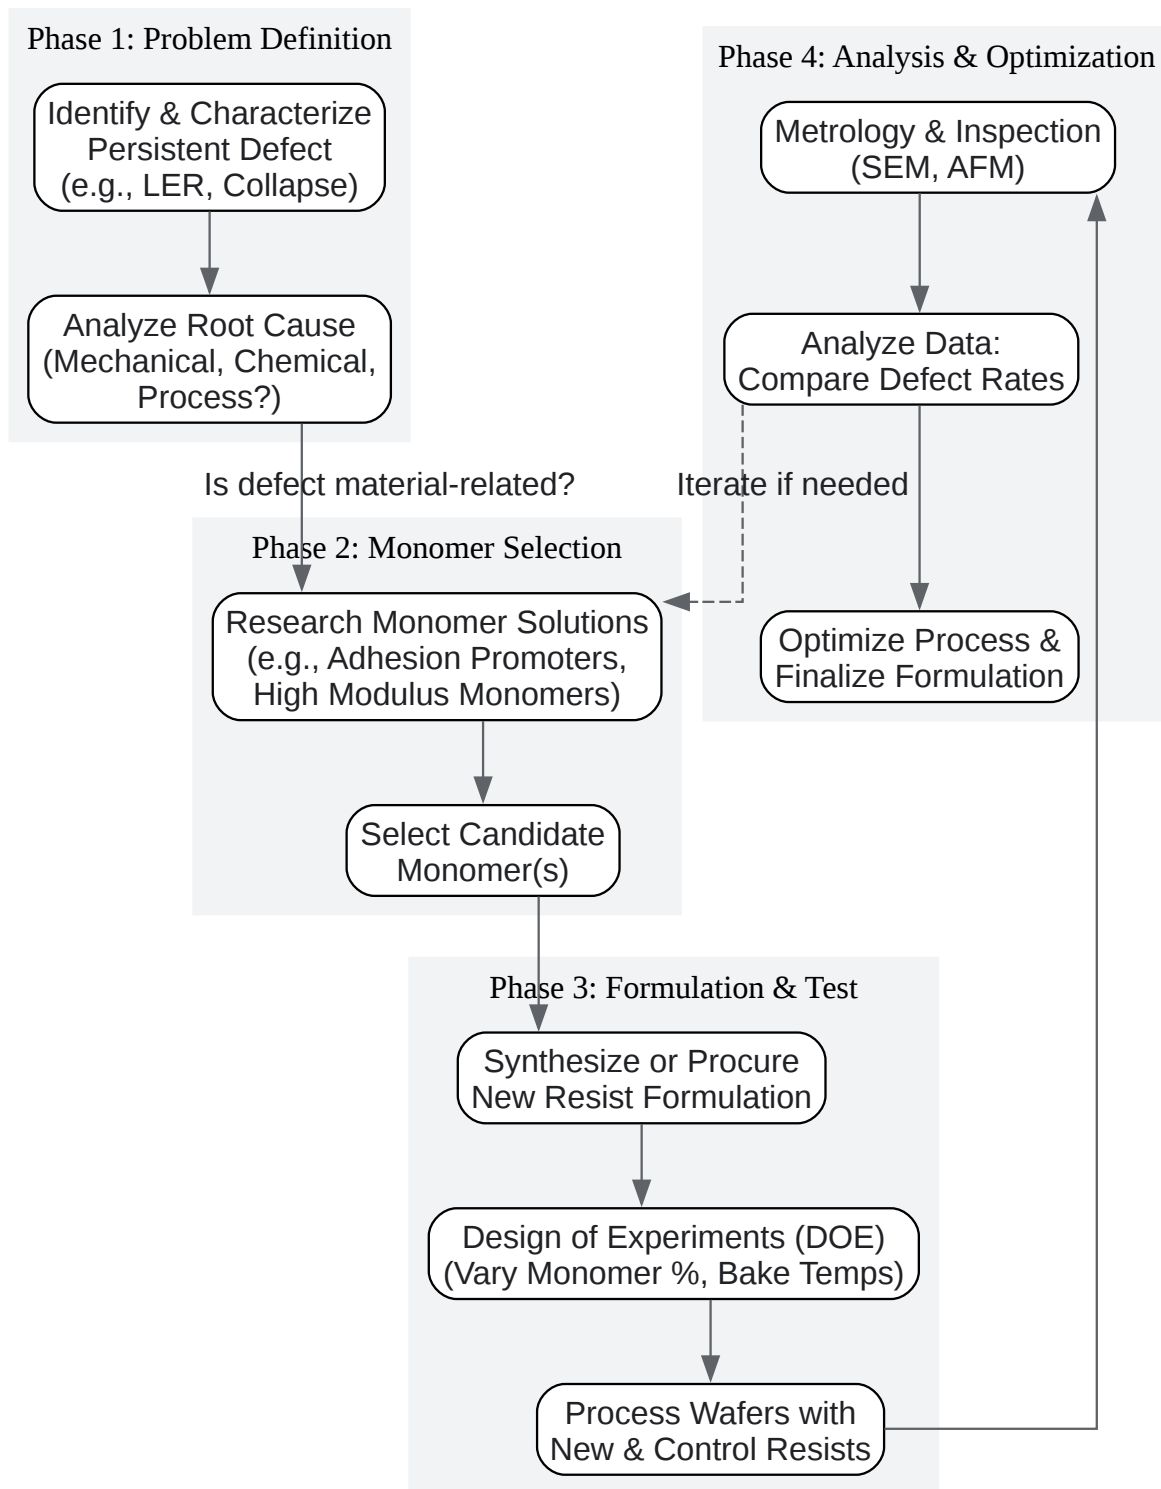 Phase 1: Problem Definition
Identify & Characterize
Persistent Defect
(e.g., LER, Collapse)
Analyze Root Cause
(Mechanical, Chemical,
Process?)
Is defect material-related?
Phase 2: Monomer Selection
Research Monomer Solutions
(e.g., Adhesion Promoters,
High Modulus Monomers)
Select Candidate
Monomer(s)
Phase 3: Formulation & Test
Synthesize or Procure
New Resist Formulation
Design of Experiments (DOE)
(Vary Monomer %, Bake Temps)
Process Wafers with
New & Control Resists
Phase 4: Analysis & Optimization
Metrology & Inspection
(SEM, AFM)
Analyze Data:
Compare Defect Rates
Iterate if needed
Optimize Process &
Finalize Formulation